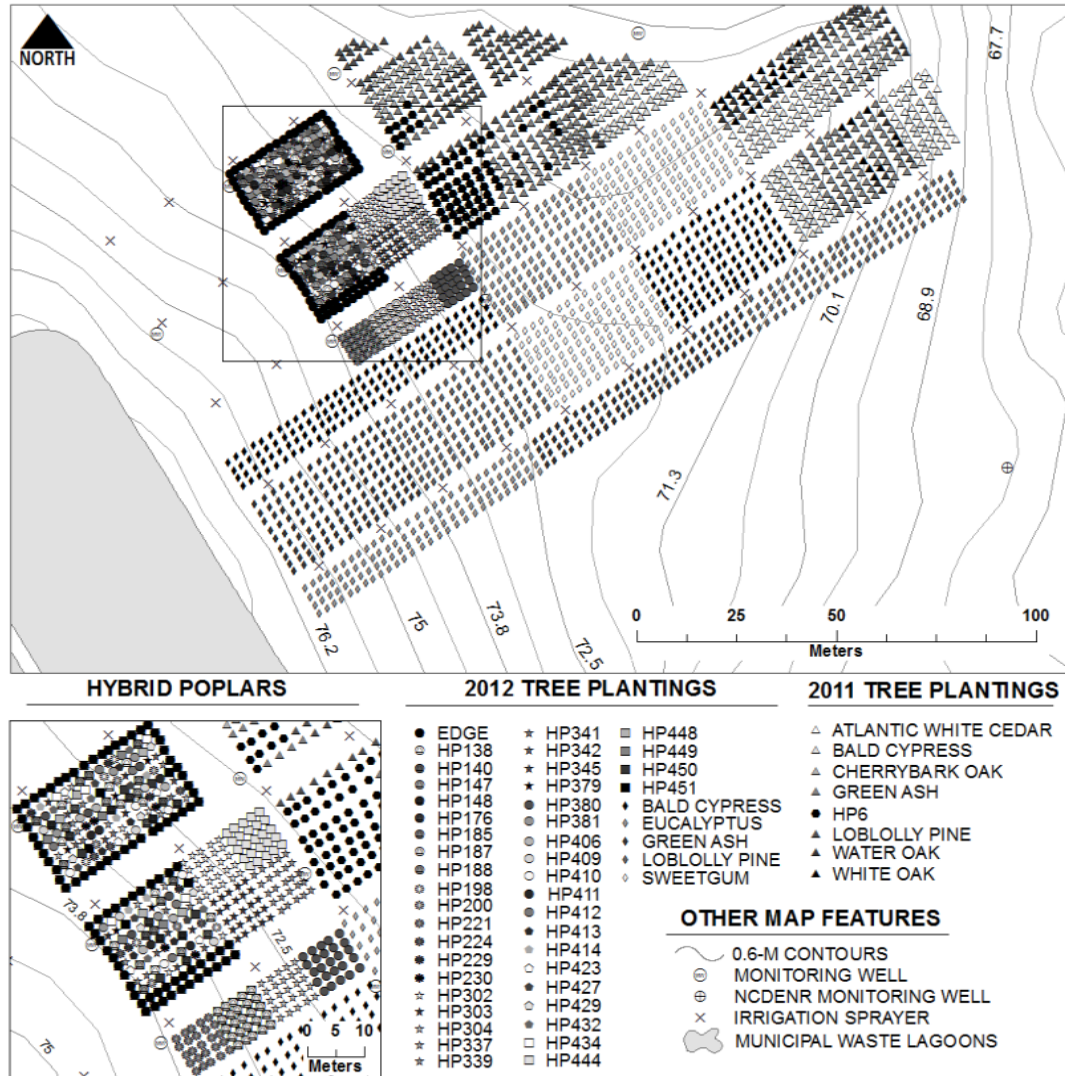 NORTH
67.7
70.1
68.9
71.3
76.2
75
73.8
72.5
0 25 50 100
Meters
HYBRID POPLARS
73.8
72.5
75
0 5 10
Meters
2012 TREE PLANTINGS
EDGE
HP138
HP140
HP147
HP148
HP176
HP185
HP187
HP188
HP198
HP200
HP221
HP224
HP229
HP230
HP302
HP303
HP304
HP337
HP339
HP341
HP342
HP345
HP379
HP380
HP381
HP406
HP409
HP410
HP411
HP412
HP413
HP414
HP423
HP427
HP429
HP432
HP434
HP444
HP448
HP449
HP450
HP451
BALD CYPRESS
EUCALYPTUS
GREEN ASH
LOBLOLLY PINE
SWEETGUM
2011 TREE PLANTINGS
ATLANTIC WHITE CEDAR
BALD CYPRESS
CHERRYBARK OAK
GREEN ASH
HP6
LOBLOLLY PINE
WATER OAK
WHITE OAK
OTHER MAP FEATURES
0.6-M CONTOURS
MONITORING WELL
NCDENR MONITORING WELL
IRRIGATION SPRAYER
MUNICIPAL WASTE LAGOONS